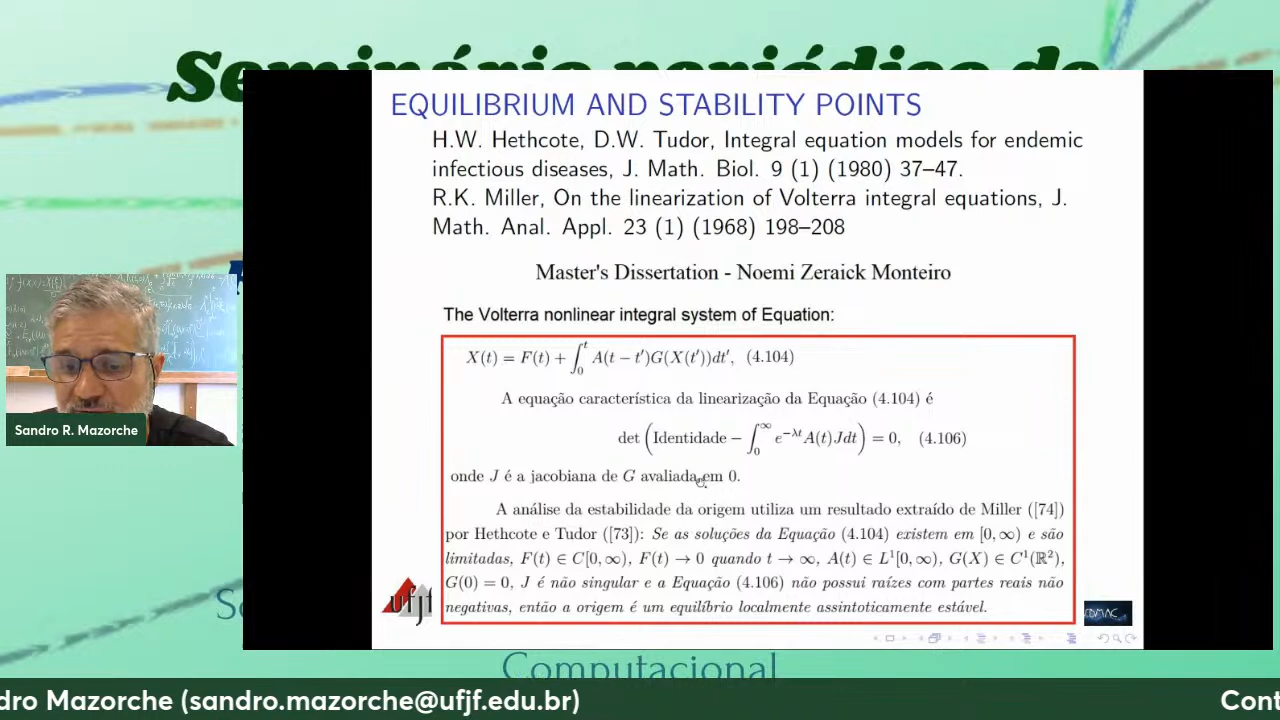 Seminário periódico de
EQUILIBRIUM AND STABILITY POINTS
H.W. Hethcote, D.W. Tudor, Integral equation models for endemic
infectious diseases, J. Math. Biol. 9 (1) (1980) 37–47.
R.K. Miller, On the linearization of Volterra integral equations, J.
Math. Anal. Appl. 23 (1) (1968) 198–208
Master's Dissertation - Noemi Zeraick Monteiro
The Volterra nonlinear integral system of Equation:
X(t) = F(t) + ∫₀ᵗ A(t − t′)G(X(t′))dt′, (4.104)
A equação característica da linearização da Equação (4.104) é
det (Identidade − ∫₀^∞ e^{−λt} A(t)Jdt) = 0, (4.106)
onde J é a jacobiana de G avaliada em 0.
A análise da estabilidade da origem utiliza um resultado extraído de Miller ([74])
por Hethcote e Tudor ([73]): Se as soluções da Equação (4.104) existem em [0, ∞) e são
limitadas, F(t) ∈ C[0, ∞), F(t) → 0 quando t → ∞, A(t) ∈ L¹[0, ∞), G(X) ∈ C¹(ℝ²),
G(0) = 0, J é não singular e a Equação (4.106) não possui raízes com partes reais não
negativas, então a origem é um equilíbrio localmente assintoticamente estável.
ufjf
Sandro R. Mazorche
Computacional
dro Mazorche (sandro.mazorche@ufjf.edu.br)
Cont